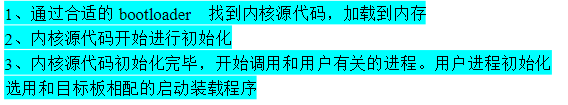 1、通过合适的 bootloader 找到内核源代码，加载到内存
2、内核源代码开始进行初始化
3、内核源代码初始化完毕，开始调用和用户有关的进程。用户进程初始化
选用和目标板相配的启动装载程序